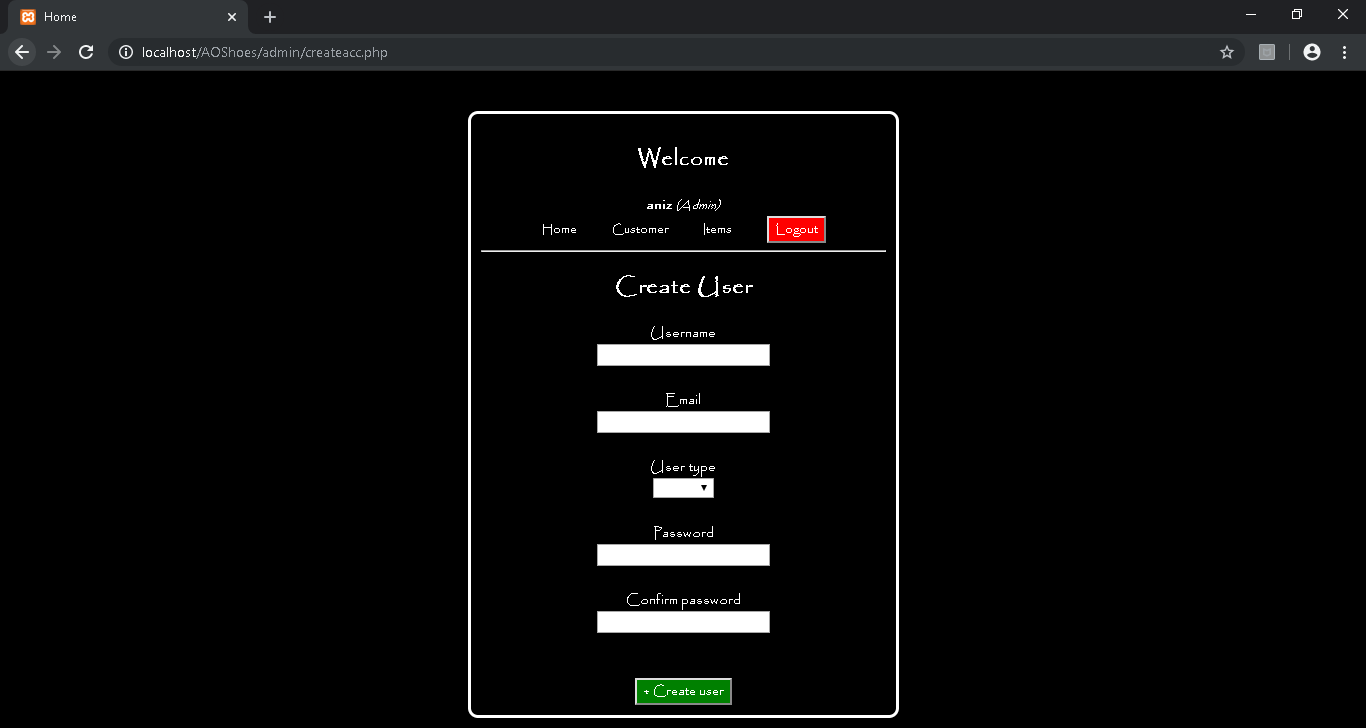 Home
localhost/AOShoes/admin/createacc.php
Welcome
aniz (Admin)
Home Customer Items Logout
Create User
Username
Email
User type
Password
Confirm password
+ Create user